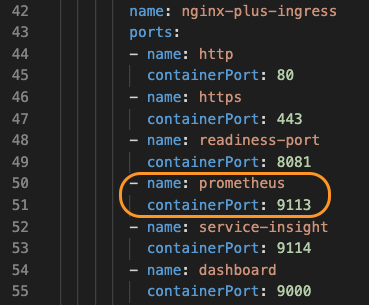 42 name: nginx-plus-ingress
43 ports:
44 - name: http
45 containerPort: 80
46 - name: https
47 containerPort: 443
48 - name: readiness-port
49 containerPort: 8081
50 - name: prometheus
51 containerPort: 9113
52 - name: service-insight
53 containerPort: 9114
54 - name: dashboard
55 containerPort: 9000